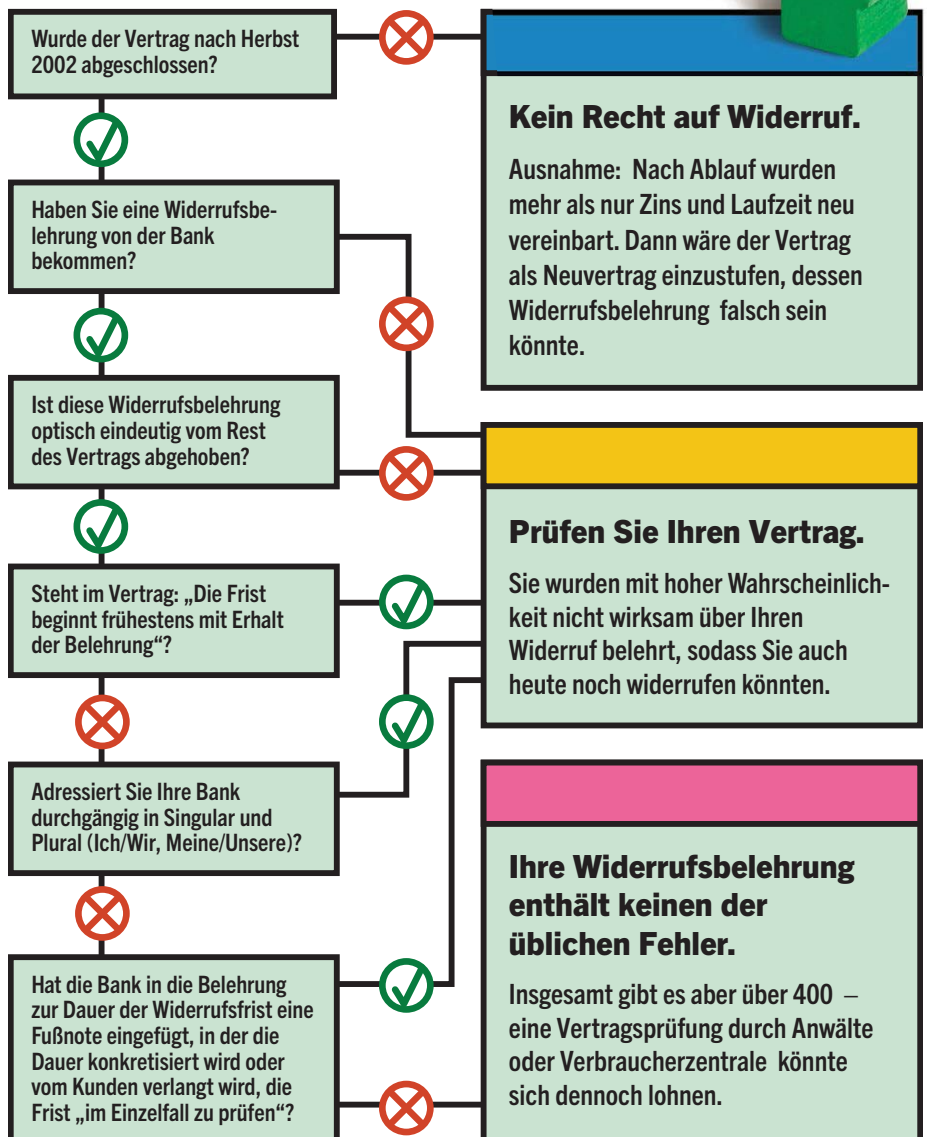 Wurde der Vertrag nach Herbst
2002 abgeschlossen?
Kein Recht auf Widerruf.
Ausnahme: Nach Ablauf wurden
mehr als nur Zins und Laufzeit neu
vereinbart. Dann wäre der Vertrag
als Neuvertrag einzustufen, dessen
Widerrufsbelehrung falsch sein
könnte.
Haben Sie eine Widerrufsbe-
lehrung von der Bank
bekommen?
Ist diese Widerrufsbelehrung
optisch eindeutig vom Rest
des Vertrags abgehoben?
Prüfen Sie Ihren Vertrag.
Sie wurden mit hoher Wahrscheinlich-
keit nicht wirksam über Ihren
Widerruf belehrt, sodass Sie auch
heute noch widerrufen könnten.
Steht im Vertrag: „Die Frist
beginnt frühestens mit Erhalt
der Belehrung“?
Adressiert Sie Ihre Bank
durchgängig in Singular und
Plural (Ich/Wir, Meine/Unsere)?
Hat die Bank in die Belehrung
zur Dauer der Widerrufsfrist eine
Fußnote eingefügt, in der die
Dauer konkretisiert wird oder
vom Kunden verlangt wird, die
Frist „im Einzelfall zu prüfen“?
Ihre Widerrufsbelehrung
enthält keinen der
üblichen Fehler.
Insgesamt gibt es aber über 400 –
eine Vertragsprüfung durch Anwälte
oder Verbraucherzentrale könnte
sich dennoch lohnen.